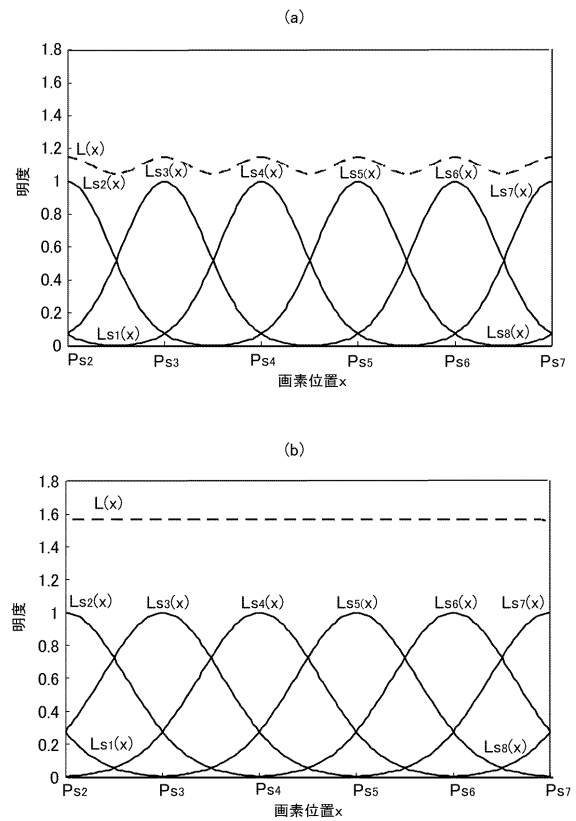 (a)
1.8
1.6
1.4
1.2
1
0.8
0.6
0.4
0.2
0
明度
L(x)
LS2(x)
LS3(x)
LS4(x)
LS5(x)
LS6(x)
LS7(x)
LS1(x)
LS8(x)
PS2 PS3 PS4 PS5 PS6 PS7
画素位置x
(b)
1.8
1.6
1.4
1.2
1
0.8
0.6
0.4
0.2
0
明度
L(x)
LS2(x) LS3(x) LS4(x) LS5(x) LS6(x) LS7(x)
LS1(x)
LS8(x)
PS2 PS3 PS4 PS5 PS6 PS7
画素位置x